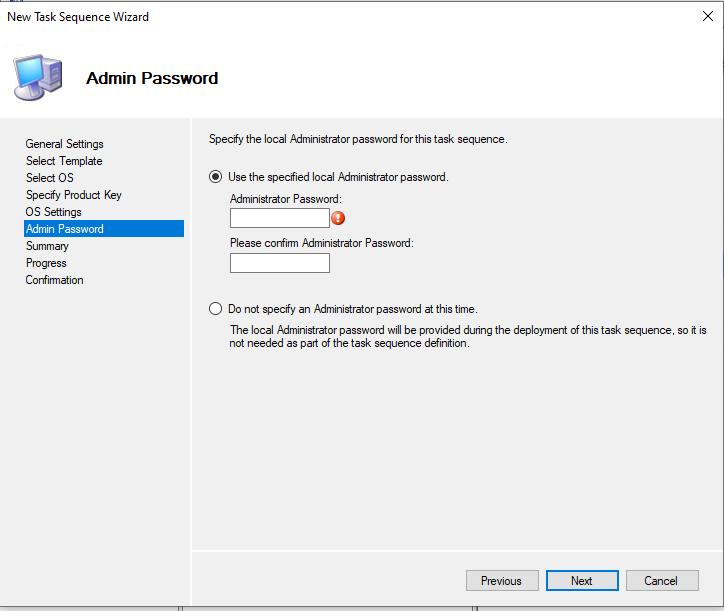 New Task Sequence Wizard
Admin Password
General Settings
Select Template
Select OS
Specify Product Key
OS Settings
Admin Password
Summary
Progress
Confirmation
Specify the local Administrator password for this task sequence.
Use the specified local Administrator password.
Administrator Password:
Please confirm Administrator Password:
Do not specify an Administrator password at this time.
The local Administrator password will be provided during the deployment of this task sequence, so it is
not needed as part of the task sequence definition.
Previous
Next
Cancel